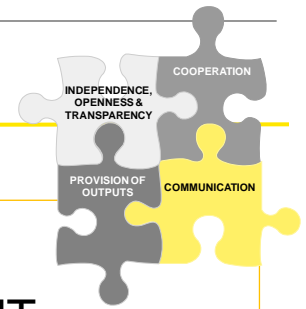 COOPERATION
INDEPENDENCE,
OPENNESS &
TRANSPARENCY
PROVISION OF
OUTPUTS
COMMUNICATION